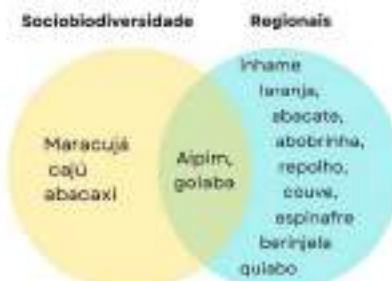 Sociobiodiversidade
Regionais
Maracujá
cajú
abacaxi
Aipim,
goiaba
Inhame
laranja,
abacate,
abobrinha,
repolho,
couve,
espinafre
berinjela
quiabo